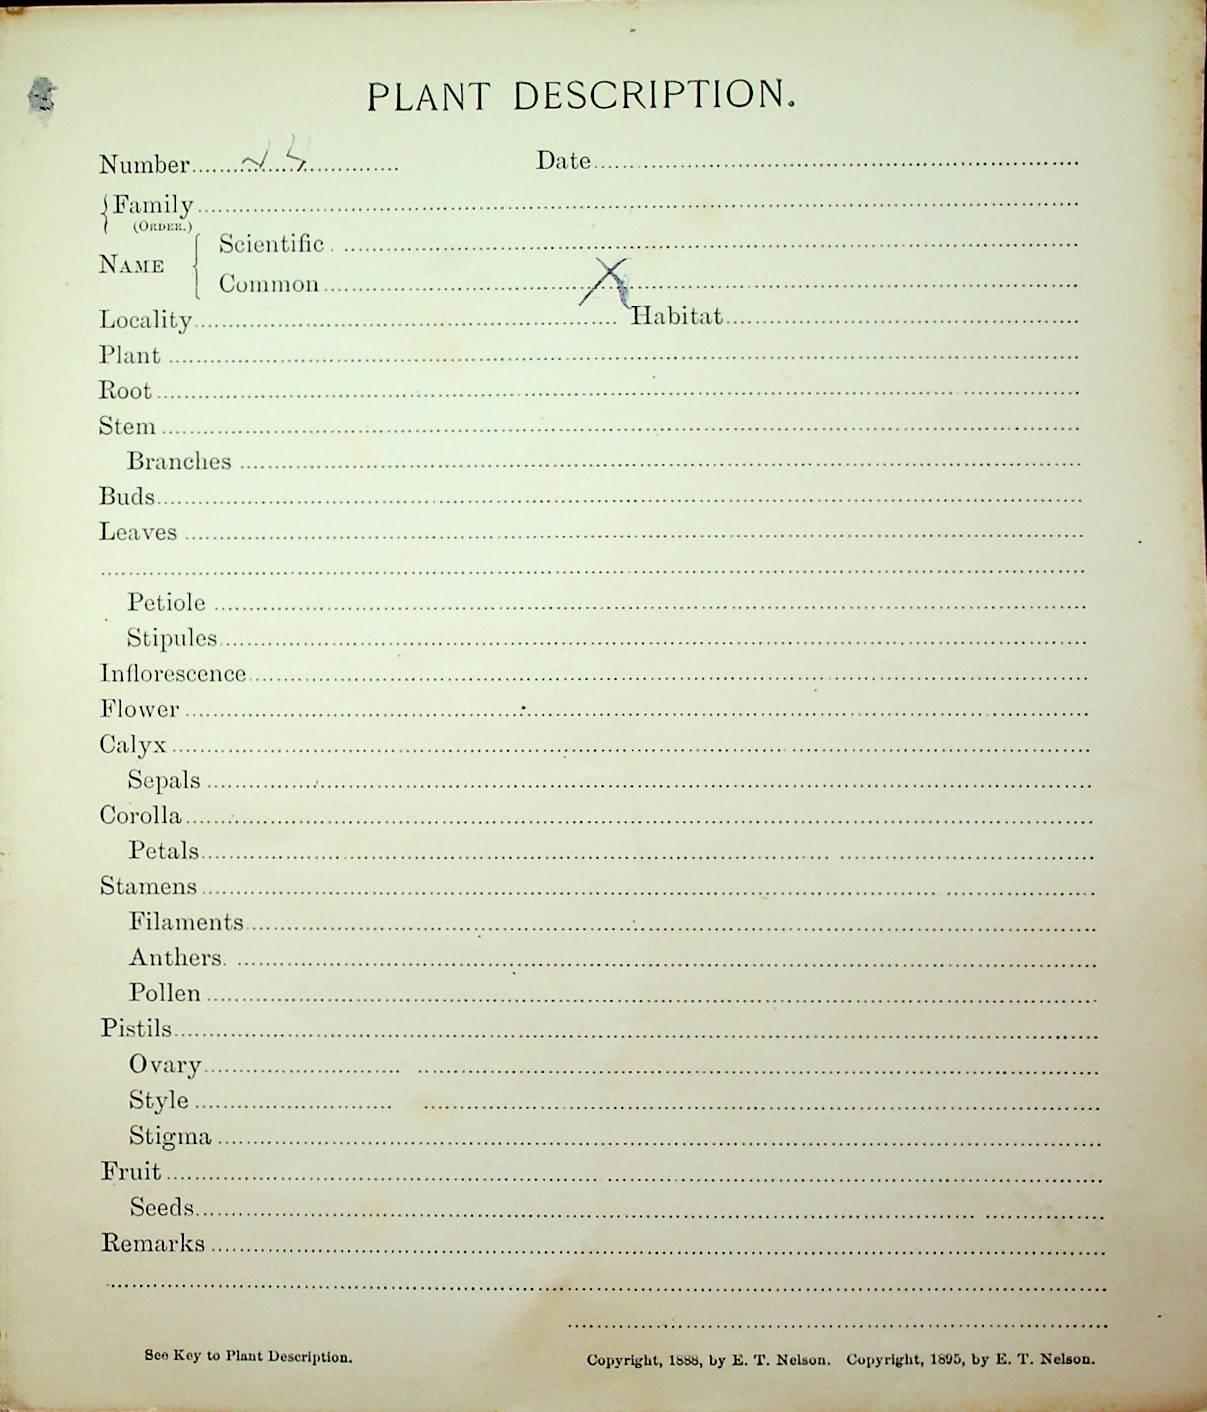 PLANT DESCRIPTION.
Number
Date
Family
(ORDER.)
NAME
Scientific
Common
Locality
Habitat
Plant
Root
Stem
Branches
Buds
Leaves
Petiole
Stipules
Inflorescence
Flower
Calyx
Sepals
Corolla
Petals
Stamens
Filaments
Anthers.
Pollen
Pistils
Ovary
Style
Stigma
Fruit
Seeds
Remarks
See Key to Plant Description.
Copyright, 1888, by E. T. Nelson. Copyright, 1895, by E. T. Nelson.